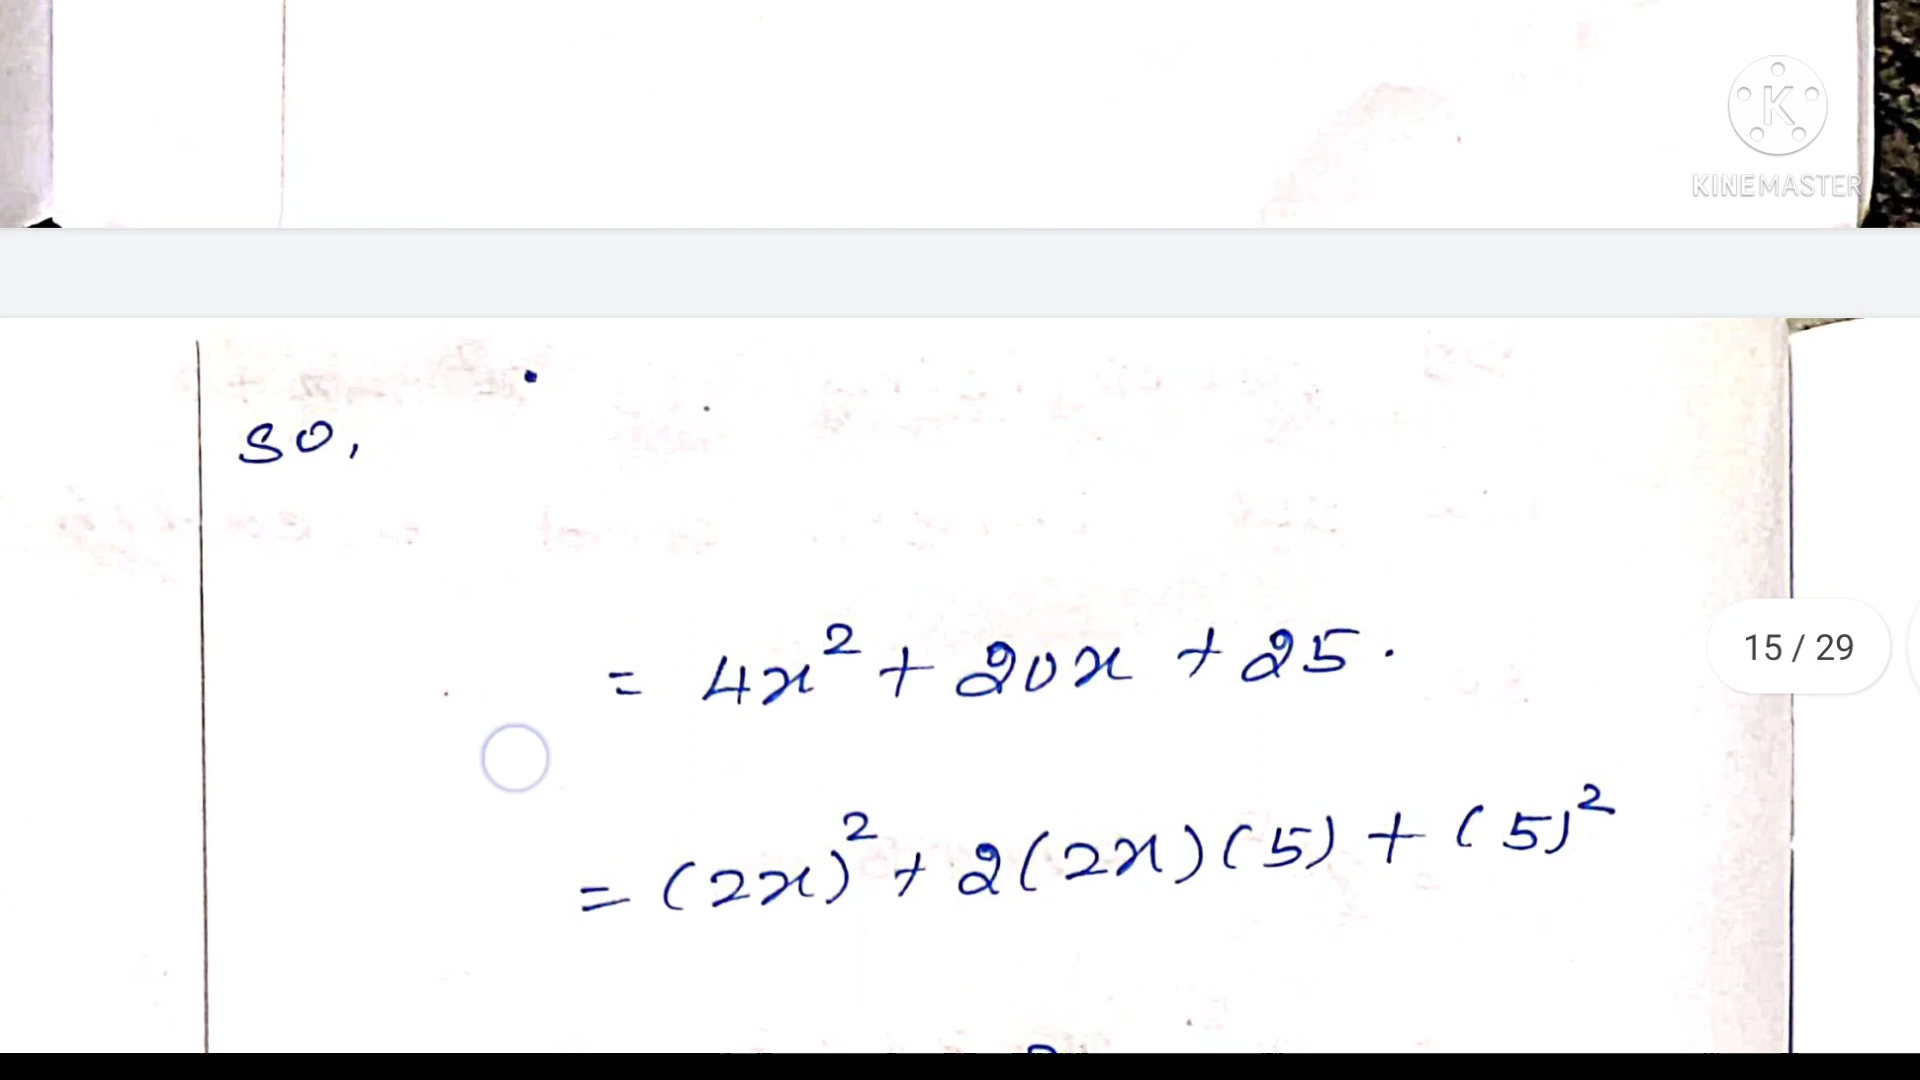 KINEMASTER
so,
= 4x² + 20x + 25.
15 / 29
= (2x)² + 2(2x)(5) + (5)²